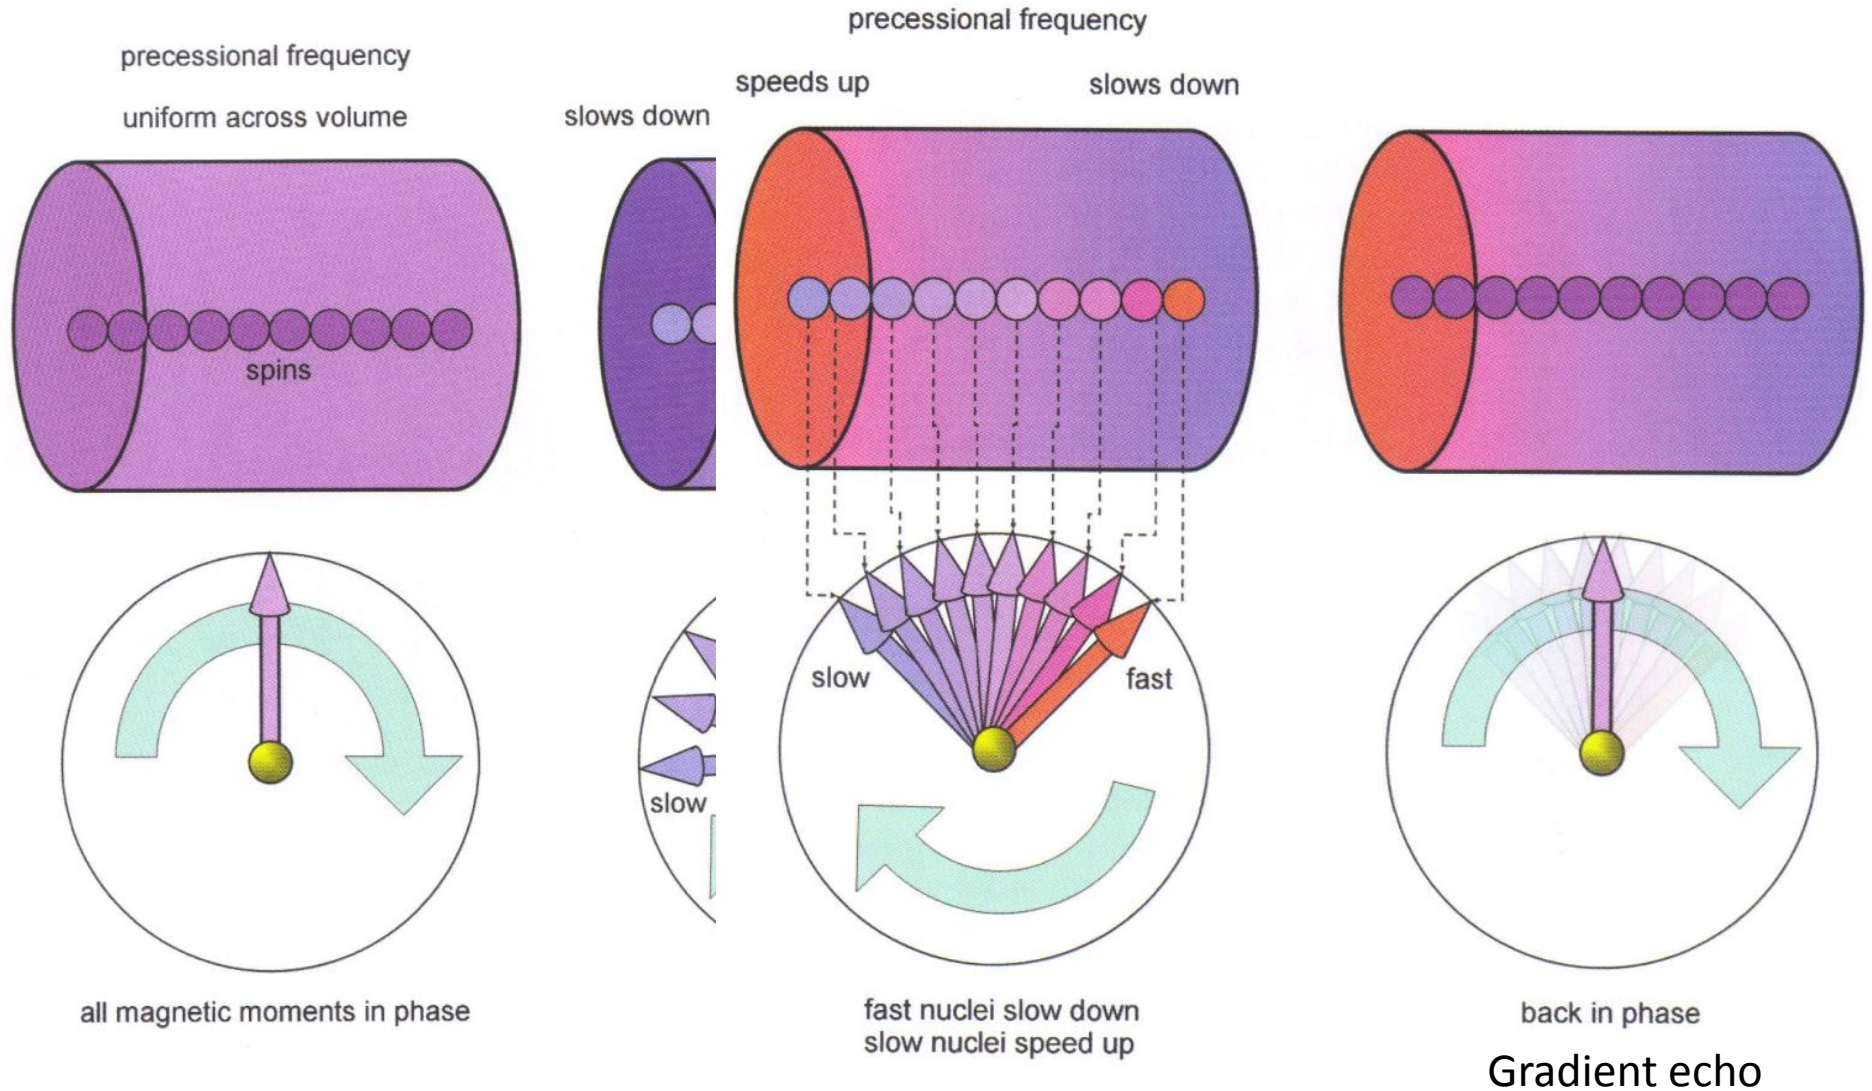 precessional frequency
uniform across volume
spins
all magnetic moments in phase
slows down
slow
precessional frequency
speeds up
slows down
slow
fast
fast nuclei slow down
slow nuclei speed up
back in phase
Gradient echo